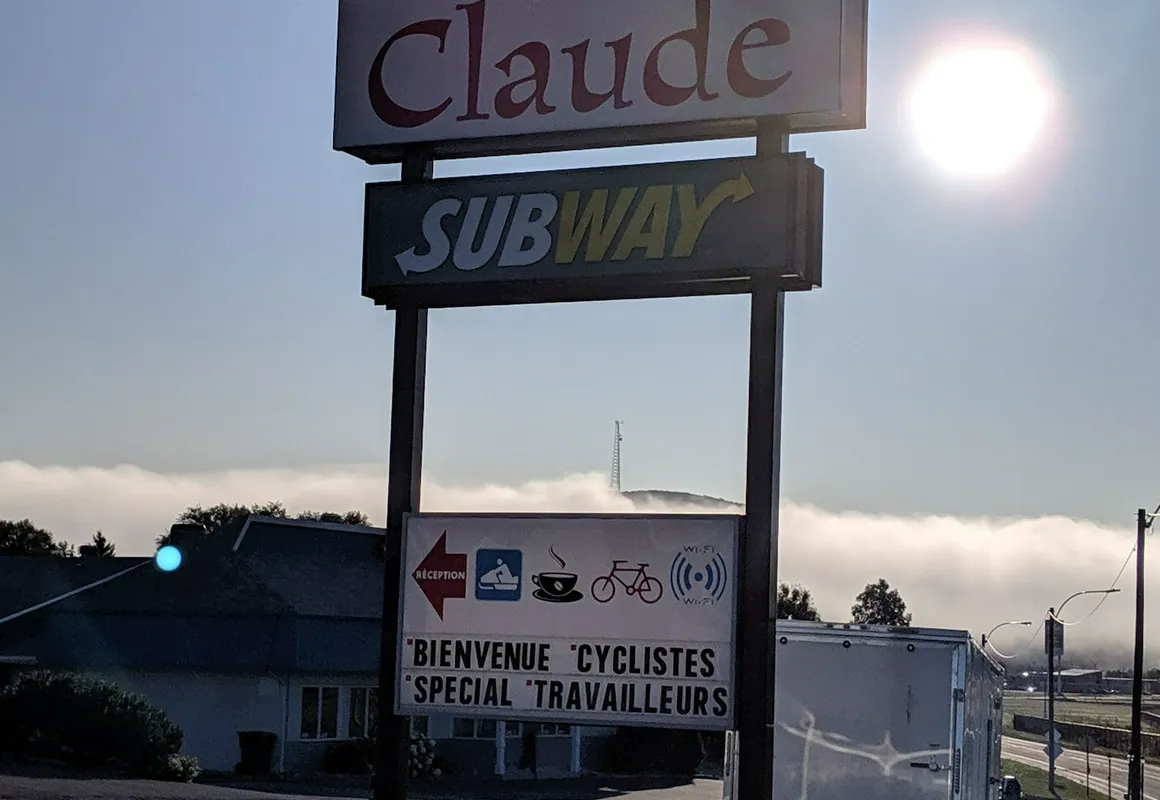 Claude
SUBWAY
RÉCEPTION
Wi-Fi
Wi-Fi
BIENVENUE CYCLISTES
SPECIAL TRAVAILLEURS